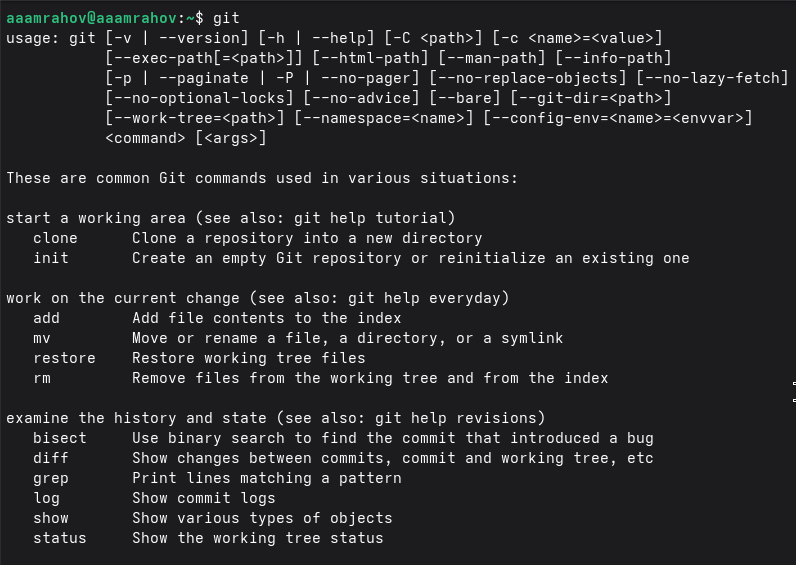 aaamrahov@aaamrahov:~$ git
usage: git [-v | --version] [-h | --help] [-C <path>] [-c <name>=<value>]
           [--exec-path[=<path>]] [--html-path] [--man-path] [--info-path]
           [-p | --paginate | -P | --no-pager] [--no-replace-objects] [--no-lazy-fetch]
           [--no-optional-locks] [--no-advice] [--bare] [--git-dir=<path>]
           [--work-tree=<path>] [--namespace=<name>] [--config-env=<name>=<envvar>]
           <command> [<args>]

These are common Git commands used in various situations:

start a working area (see also: git help tutorial)
   clone      Clone a repository into a new directory
   init       Create an empty Git repository or reinitialize an existing one

work on the current change (see also: git help everyday)
   add        Add file contents to the index
   mv         Move or rename a file, a directory, or a symlink
   restore    Restore working tree files
   rm         Remove files from the working tree and from the index

examine the history and state (see also: git help revisions)
   bisect     Use binary search to find the commit that introduced a bug
   diff       Show changes between commits, commit and working tree, etc
   grep       Print lines matching a pattern
   log        Show commit logs
   show       Show various types of objects
   status     Show the working tree status